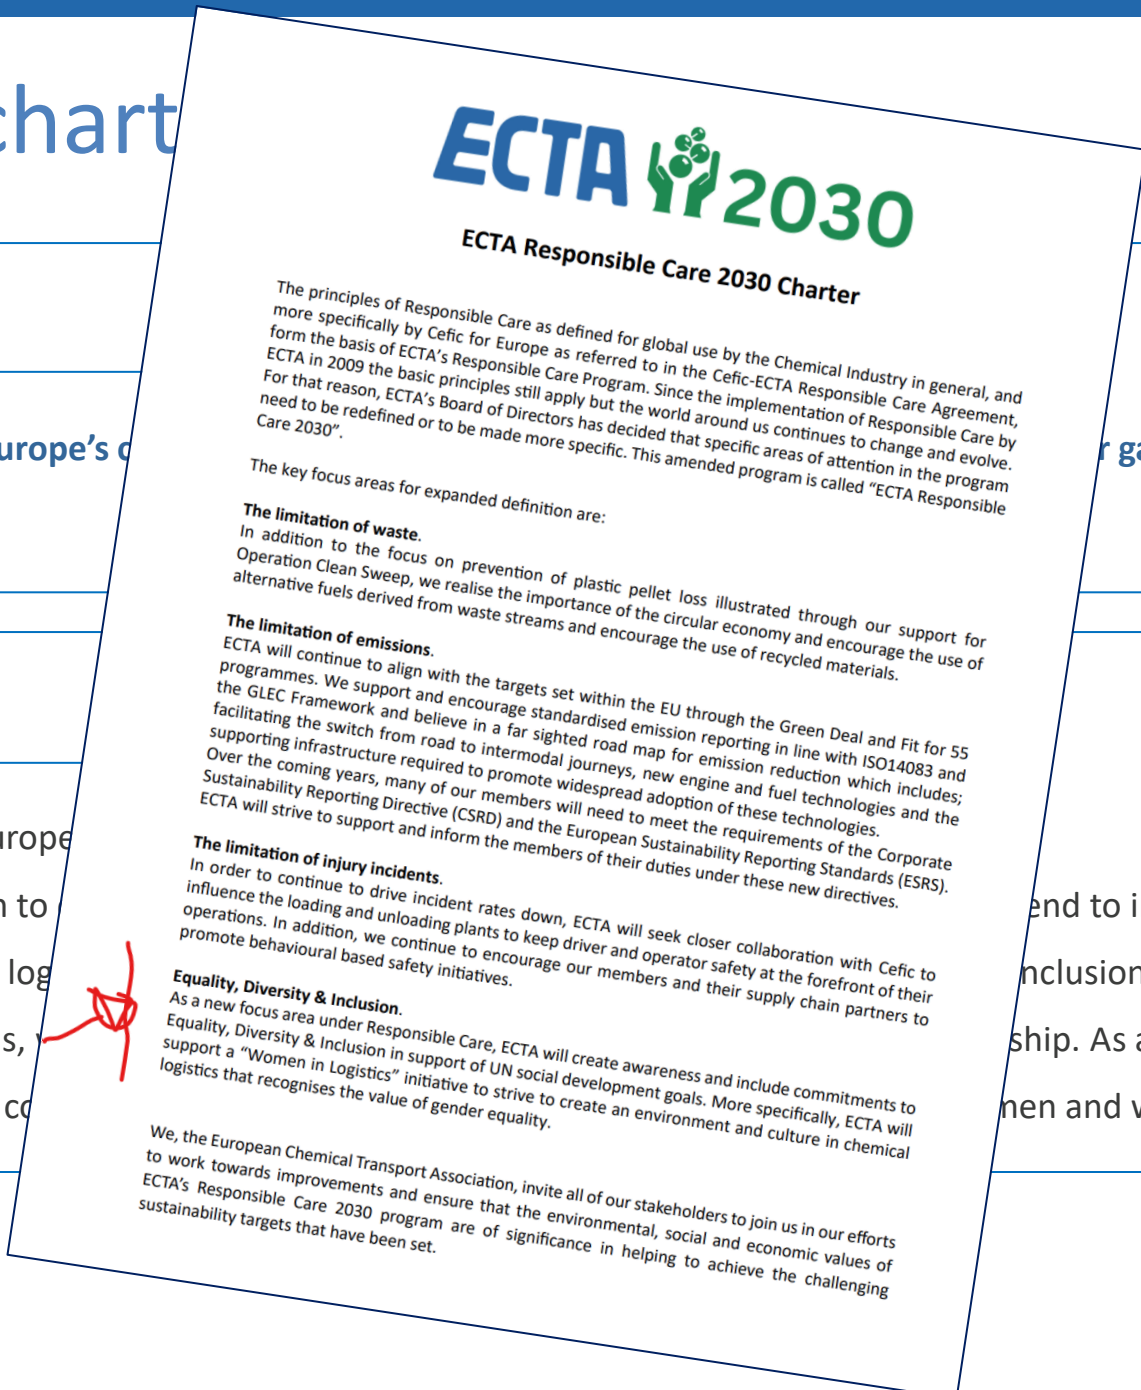 chart
ECTA 2030
ECTA Responsible Care 2030 Charter
The principles of Responsible Care as defined for global use by the Chemical Industry in general, and
more specifically by Cefic for Europe as referred to in the Cefic-ECTA Responsible Care Agreement,
form the basis of ECTA’s Responsible Care Program. Since the implementation of Responsible Care by
ECTA in 2009 the basic principles still apply but the world around us continues to change and evolve.
For that reason, ECTA’s Board of Directors has decided that specific areas of attention in the program
need to be redefined or to be made more specific. This amended program is called “ECTA Responsible
Care 2030”.
The key focus areas for expanded definition are:
The limitation of waste.
In addition to the focus on prevention of plastic pellet loss illustrated through our support for
Operation Clean Sweep, we realise the importance of the circular economy and encourage the use of
alternative fuels derived from waste streams and encourage the use of recycled materials.
The limitation of emissions.
ECTA will continue to align with the targets set within the EU through the Green Deal and Fit for 55
programmes. We support and encourage standardised emission reporting in line with ISO14083 and
the GLEC Framework and believe in a far sighted road map for emission reduction which includes;
facilitating the switch from road to intermodal journeys, new engine and fuel technologies and the
supporting infrastructure required to promote widespread adoption of these technologies.
Over the coming years, many of our members will need to meet the requirements of the Corporate
Sustainability Reporting Directive (CSRD) and the European Sustainability Reporting Standards (ESRS).
ECTA will strive to support and inform the members of their duties under these new directives.
The limitation of injury incidents.
In order to continue to drive incident rates down, ECTA will seek closer collaboration with Cefic to
influence the loading and unloading plants to keep driver and operator safety at the forefront of their
operations. In addition, we continue to encourage our members and their supply chain partners to
promote behavioural based safety initiatives.
Equality, Diversity & Inclusion.
As a new focus area under Responsible Care, ECTA will create awareness and include commitments to
Equality, Diversity & Inclusion in support of UN social development goals. More specifically, ECTA will
support a “Women in Logistics” initiative to strive to create an environment and culture in chemical
logistics that recognises the value of gender equality.
We, the European Chemical Transport Association, invite all of our stakeholders to join us in our efforts
to work towards improvements and ensure that the environmental, social and economic values of
ECTA’s Responsible Care 2030 program are of significance in helping to achieve the challenging
sustainability targets that have been set.
urope’s
urope
to
end to
log
nclusion
s,
ship. As
men and